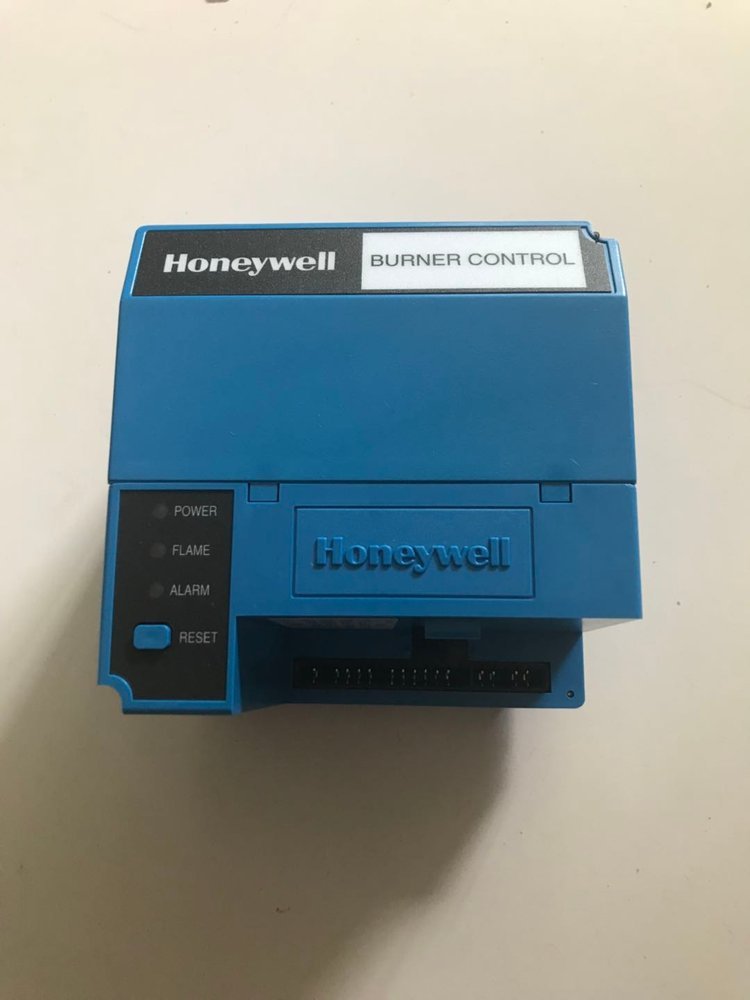 Honeywell BURNER CONTROL
POWER
FLAME
Honeywell
ALARM
RESET